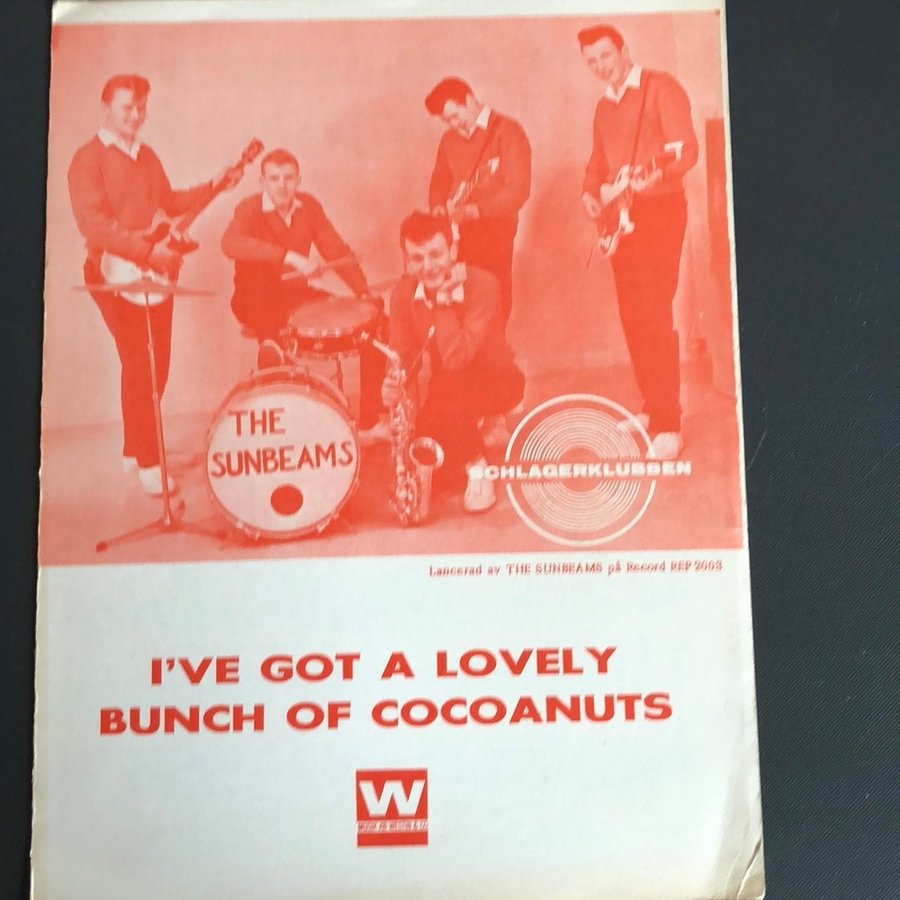 THE
SUNBEAMS
SCHLAGERKLUBBEN
Lancerad av THE SUNBEAMS på Record REP 2003
I'VE GOT A LOVELY
BUNCH OF COCOANUTS
W